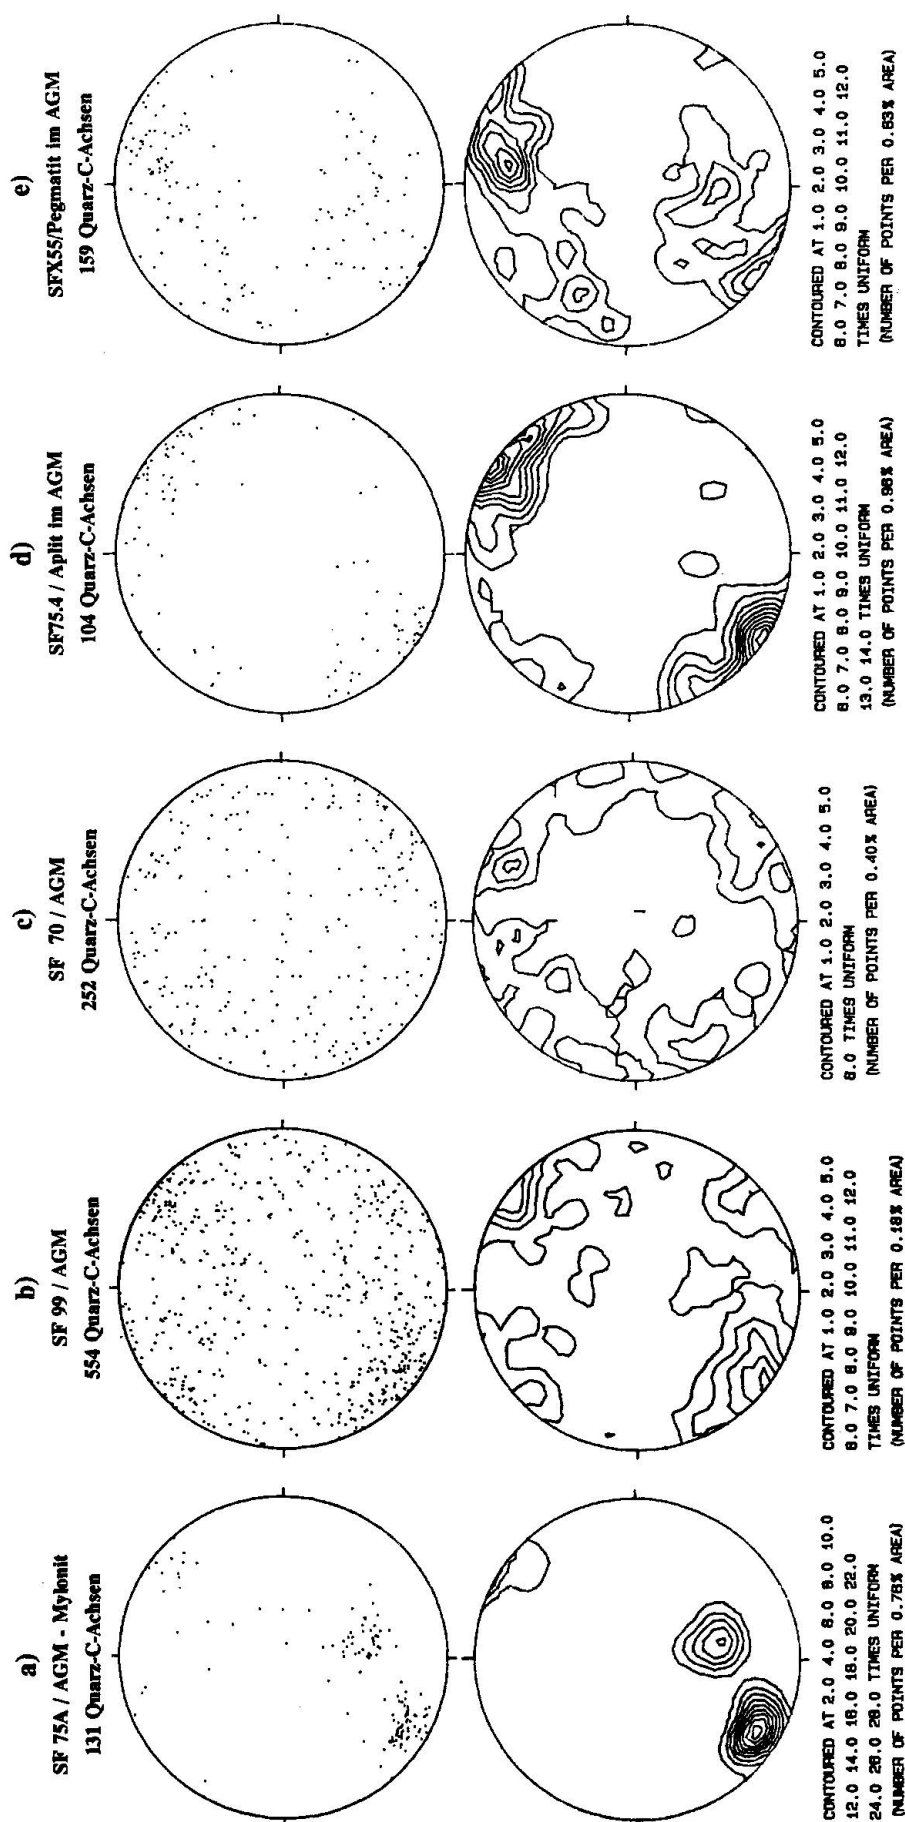 a)
SF 75A / AGM - Mylonit
131 Quarz-C-Achsen
CONTOURED AT 2.0 4.0 6.0 8.0 10.0
12.0 14.0 16.0 18.0 20.0 22.0
24.0 26.0 28.0 TIMES UNIFORM
(NUMBER OF POINTS PER 0.76% AREA)
b)
SF 99 / AGM
554 Quarz-C-Achsen
CONTOURED AT 1.0 2.0 3.0 4.0 5.0
6.0 7.0 8.0 9.0 10.0 11.0 12.0
TIMES UNIFORM
(NUMBER OF POINTS PER 0.18% AREA)
c)
SF 70 / AGM
252 Quarz-C-Achsen
CONTOURED AT 1.0 2.0 3.0 4.0 5.0
6.0 TIMES UNIFORM
(NUMBER OF POINTS PER 0.40% AREA)
d)
SF75.4 / Aplit im AGM
104 Quarz-C-Achsen
CONTOURED AT 1.0 2.0 3.0 4.0 5.0
6.0 7.0 8.0 9.0 10.0 11.0 12.0
13.0 14.0 TIMES UNIFORM
(NUMBER OF POINTS PER 0.96% AREA)
e)
SFX55/Pegmatit im AGM
159 Quarz-C-Achsen
CONTOURED AT 1.0 2.0 3.0 4.0 5.0
6.0 7.0 8.0 9.0 10.0 11.0 12.0
TIMES UNIFORM
(NUMBER OF POINTS PER 0.63% AREA)